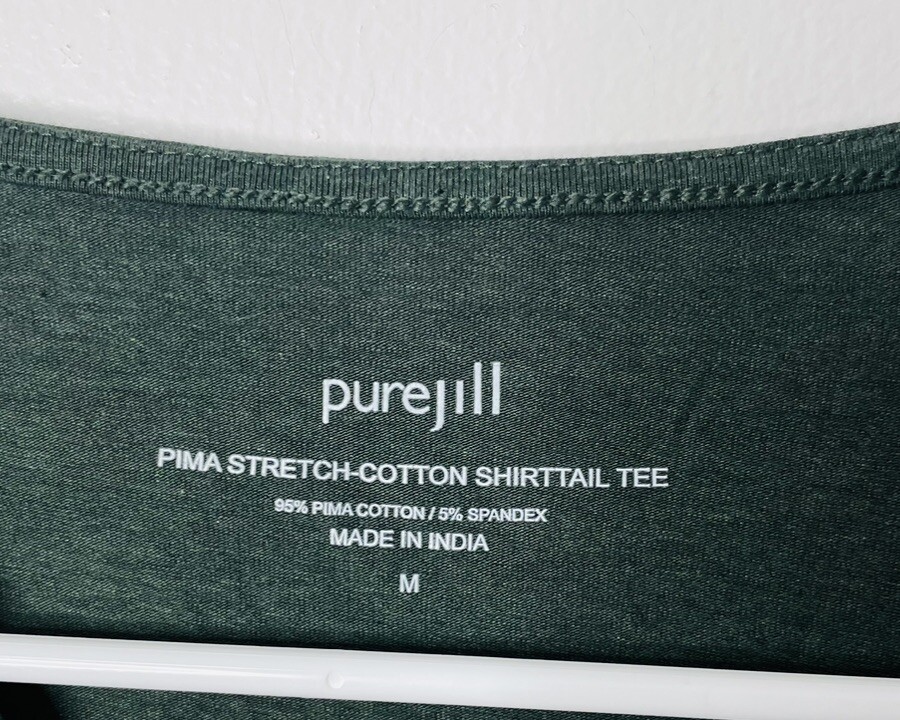 purejill
PIMA STRETCH-COTTON SHIRTTAIL TEE
95% PIMA COTTON / 5% SPANDEX
MADE IN INDIA
M